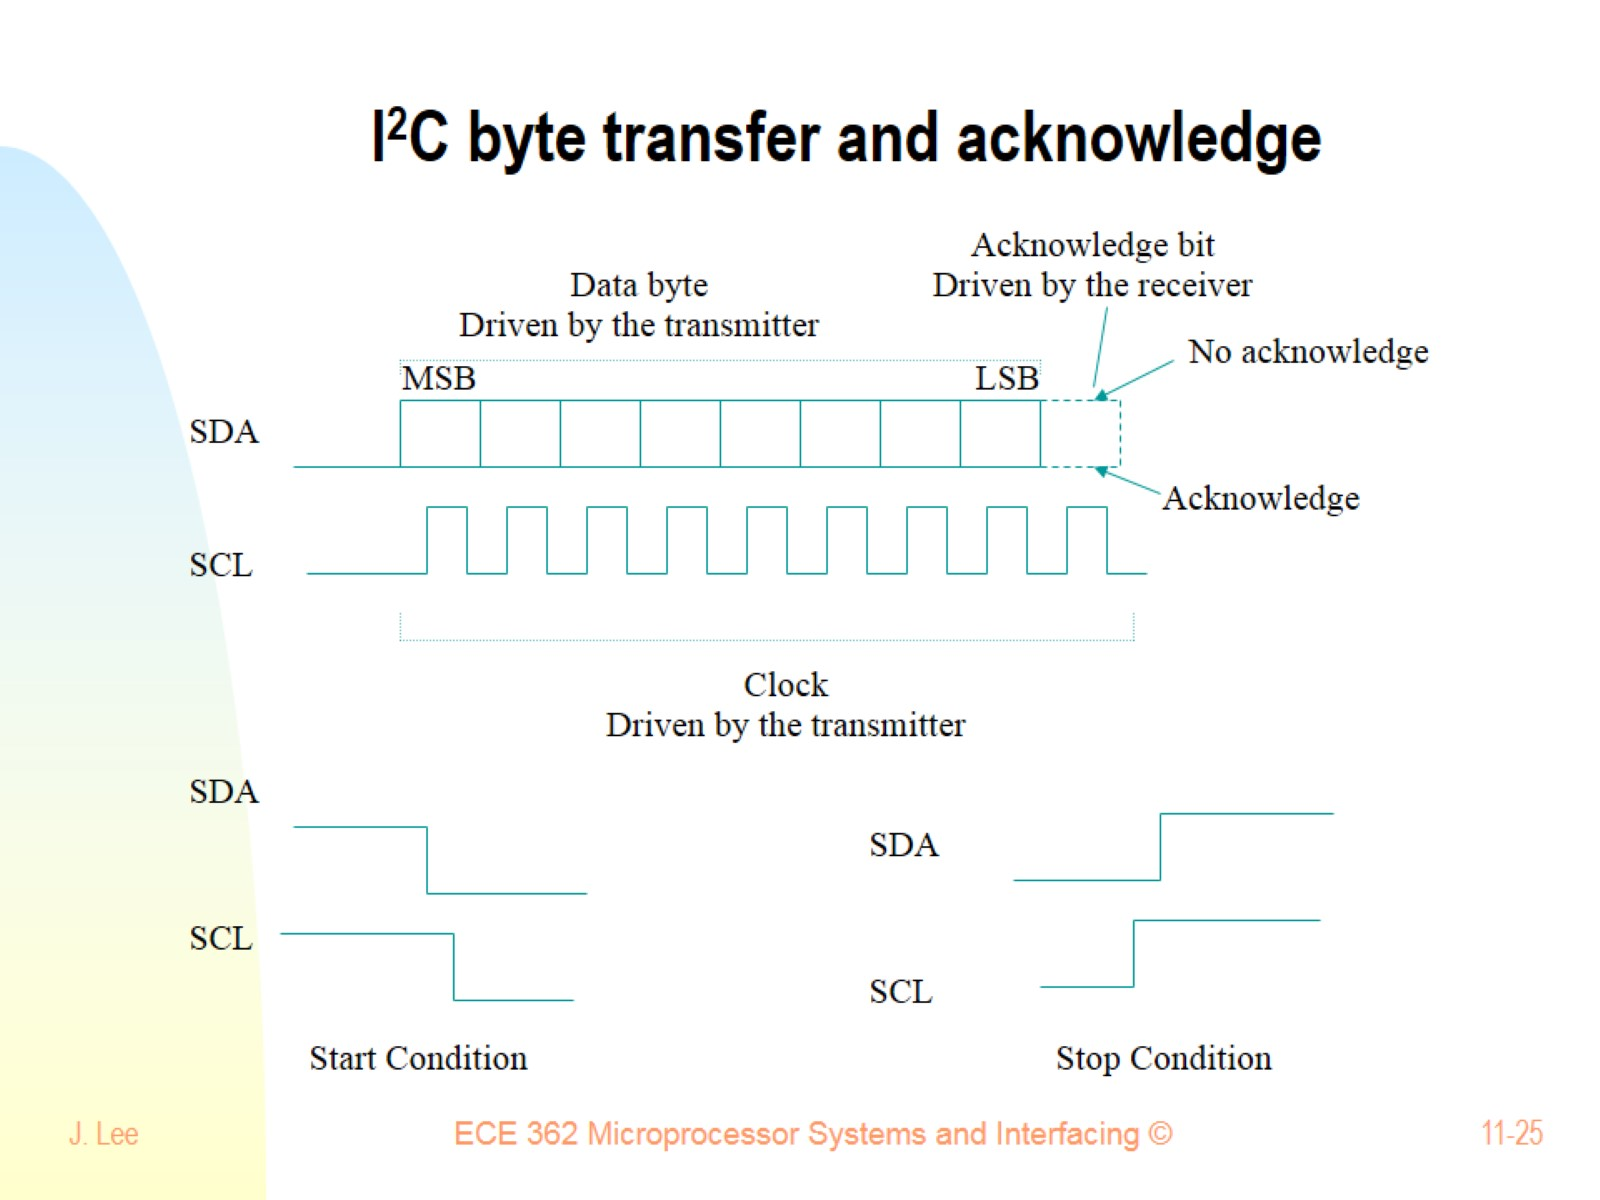 I²C byte transfer and acknowledge
Acknowledge bit
Driven by the receiver
Data byte
Driven by the transmitter
No acknowledge
MSB
LSB
SDA
Acknowledge
SCL
Clock
Driven by the transmitter
SDA
SDA
SCL
SCL
Start Condition
Stop Condition
J. Lee
ECE 362 Microprocessor Systems and Interfacing ©
11-25